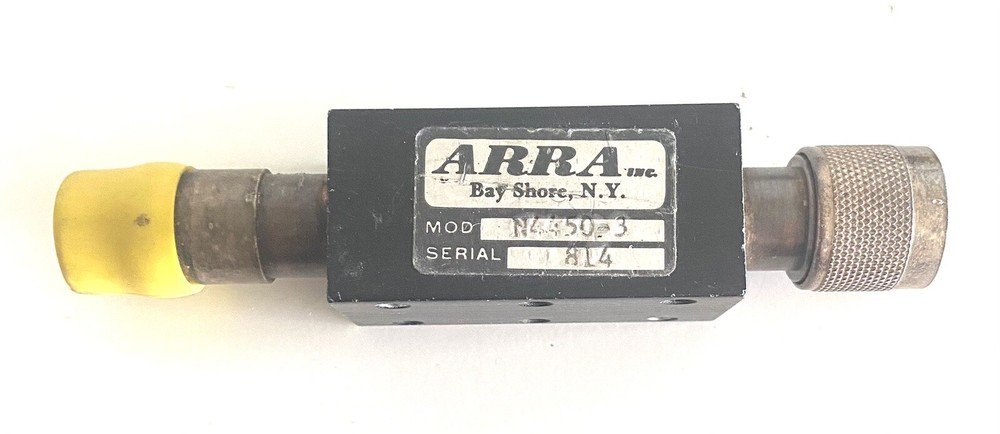 ARRA INC.
Bay Shore, N.Y.
MOD N4450-3
SERIAL 814